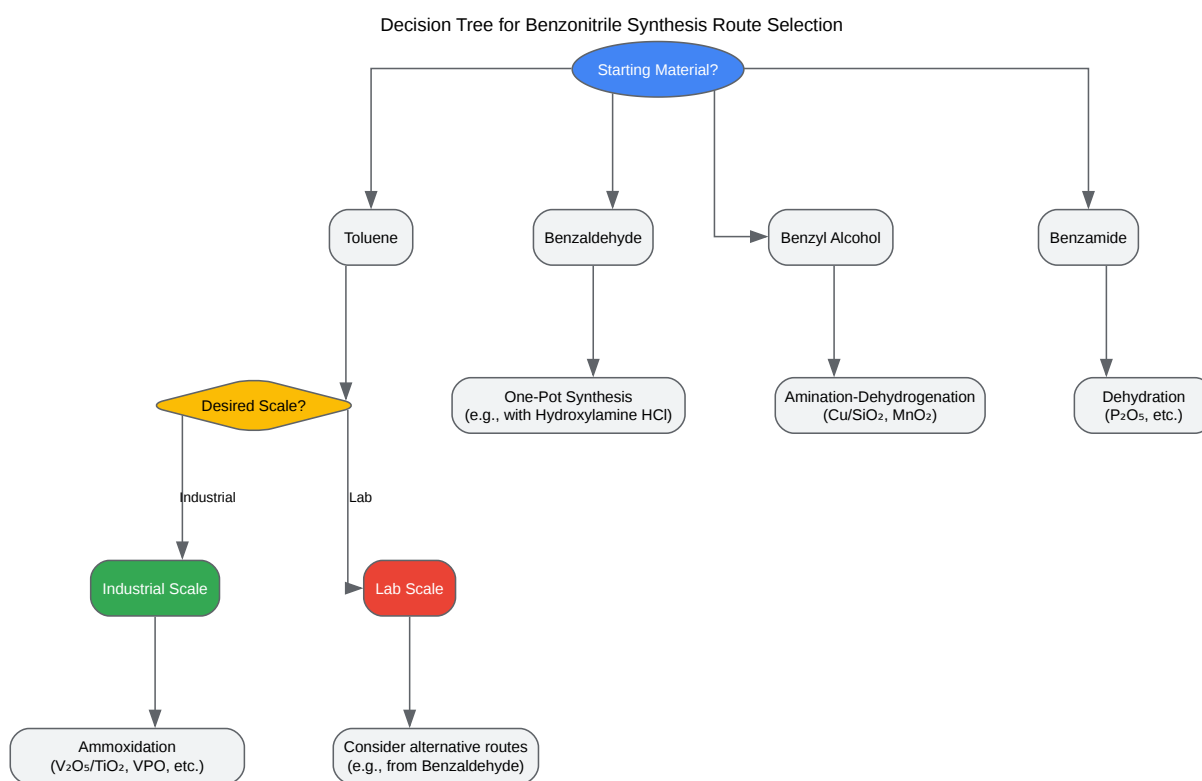 Decision Tree for Benzonitrile Synthesis Route Selection
Starting Material?
Toluene
Benzaldehyde
Benzyl Alcohol
Benzamide
Desired Scale?
One-Pot Synthesis
(e.g., with Hydroxylamine HCl)
Amination-Dehydrogenation
(Cu/SiO₂, MnO₂)
Dehydration
(P₂O₅, etc.)
Industrial
Lab
Industrial Scale
Lab Scale
Ammoxidation
(V₂O₅/TiO₂, VPO, etc.)
Consider alternative routes
(e.g., from Benzaldehyde)